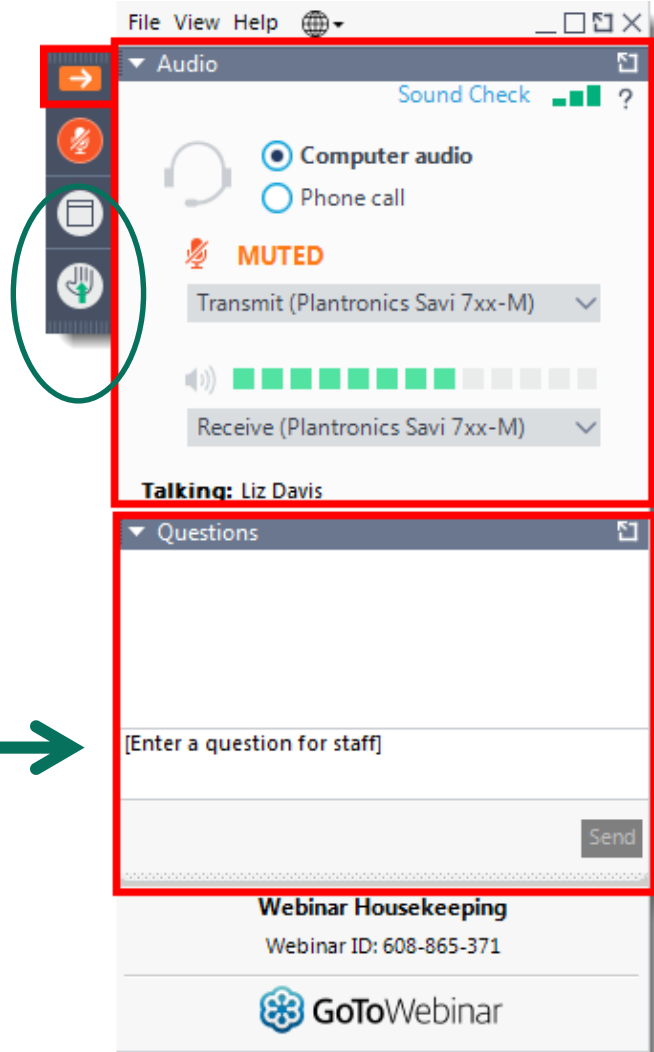 File View Help
Audio
Sound Check ?
Computer audio
Phone call
MUTED
Transmit (Plantronics Savi 7xx-M)
Receive (Plantronics Savi 7xx-M)
Talking: Liz Davis
Questions
[Enter a question for staff]
Send
Webinar Housekeeping
Webinar ID: 608-865-371
GoToWebinar